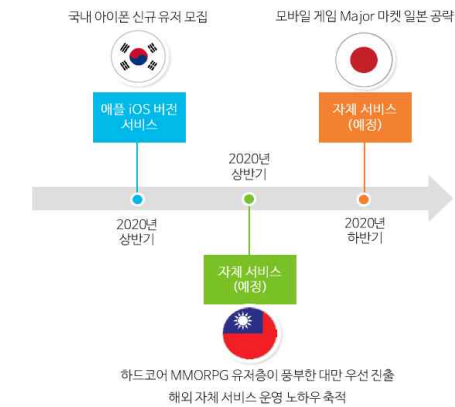 국내 아이폰 신규 유저 모집
모바일 게임 Major 마켓 일본 공략
애플 iOS 버전
서비스
자체 서비스
(예정)
2020년
상반기
2020년
상반기
2020년
하반기
자체 서비스
(예정)
하드코어 MMORPG 유저층이 풍부한 대만 우선 진출
해외 자체 서비스 운영 노하우 축적